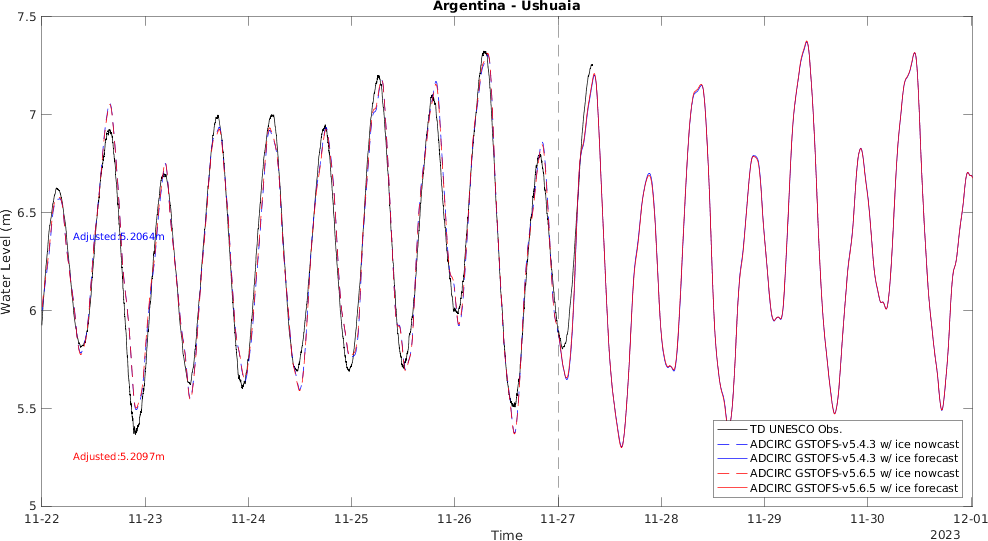 Argentina - Ushuaia
7.5
7
6.5
6
5.5
5
Water Level (m)
Adjusted:5.2064m
Adjusted:5.2097m
TD UNESCO Obs.
ADCIRC GSTOFS-v5.4.3 w/ ice nowcast
ADCIRC GSTOFS-v5.4.3 w/ ice forecast
ADCIRC GSTOFS-v5.6.5 w/ ice nowcast
ADCIRC GSTOFS-v5.6.5 w/ ice forecast
11-22 11-23 11-24 11-25 11-26 11-27 11-28 11-29 11-30 12-01
Time
2023